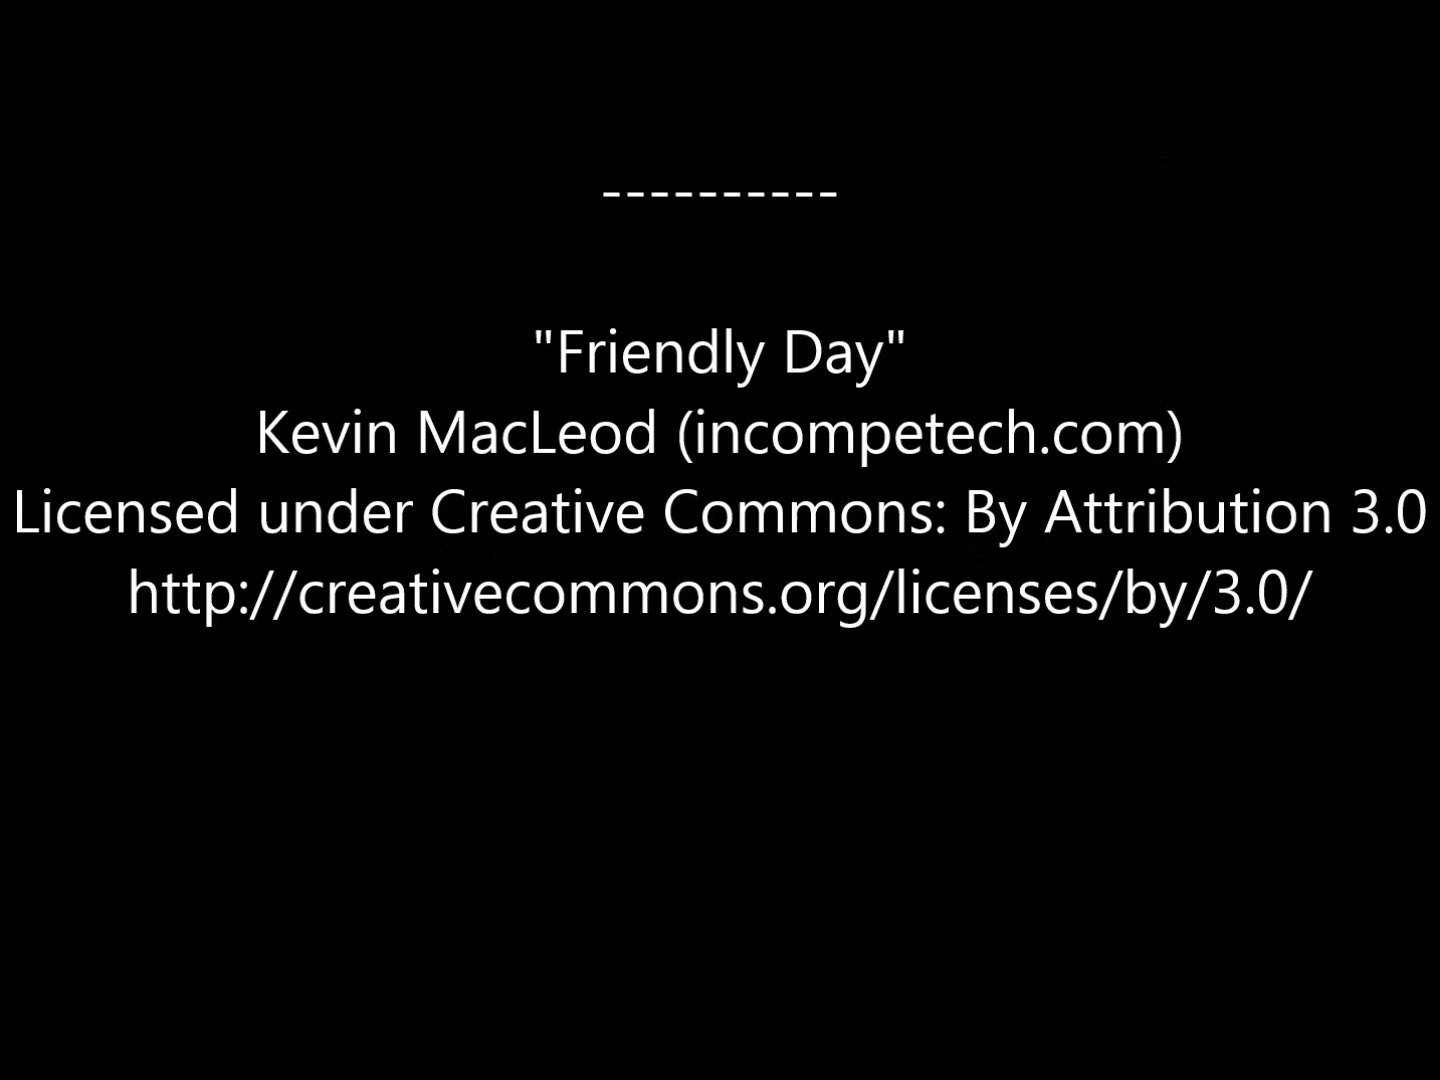 ----------
"Friendly Day"
Kevin MacLeod (incompetech.com)
Licensed under Creative Commons: By Attribution 3.0
http://creativecommons.org/licenses/by/3.0/